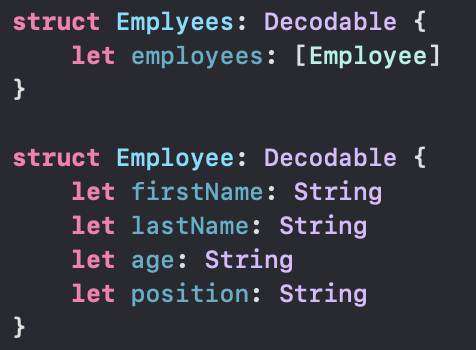 struct Emplyees: Decodable {
    let employees: [Employee]
}

struct Employee: Decodable {
    let firstName: String
    let lastName: String
    let age: String
    let position: String
}